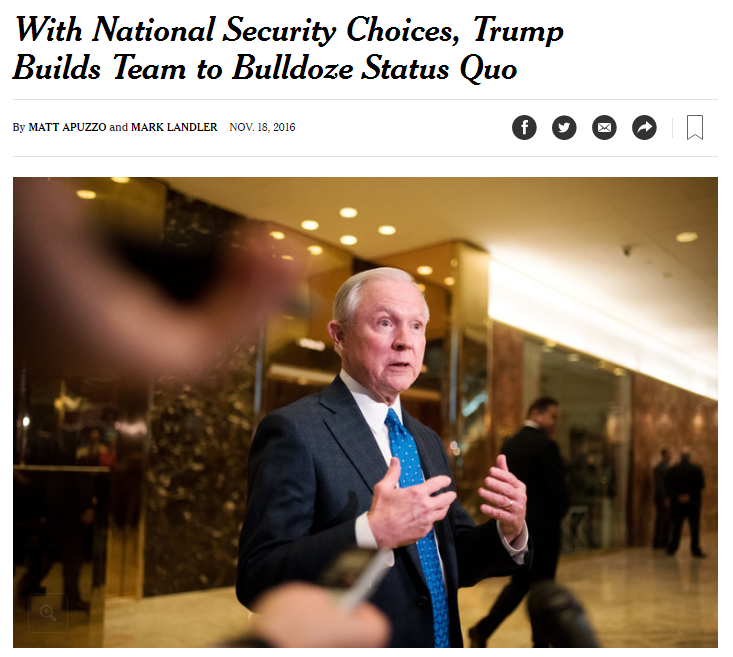 With National Security Choices, Trump
Builds Team to Bulldoze Status Quo
By MATT APUZZO and MARK LANDLER NOV. 18, 2016